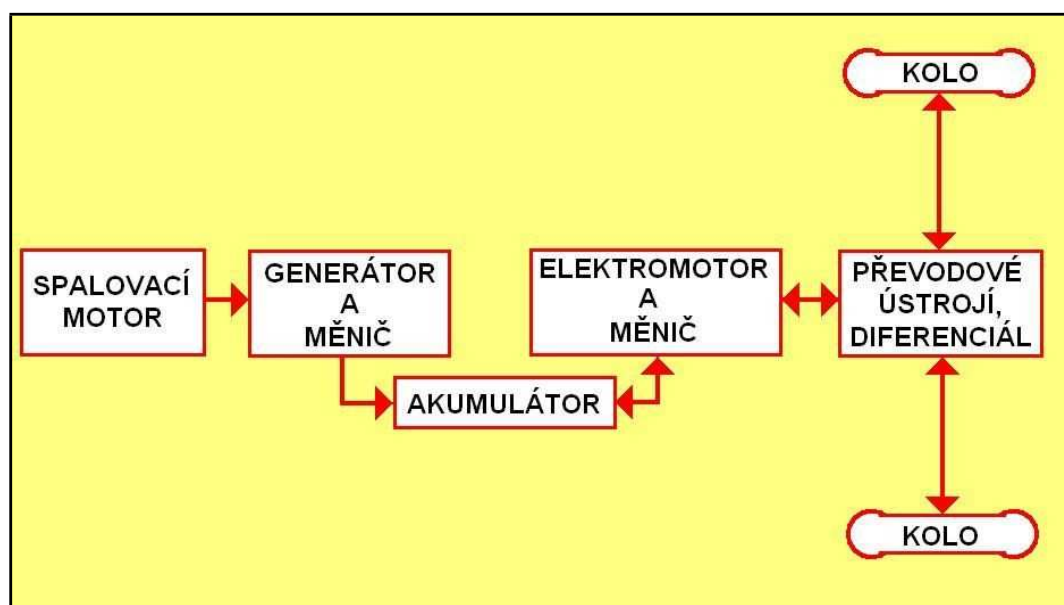 KOLO
SPALOVACÍ
MOTOR
GENERÁTOR
A
MĚNIČ
ELEKTROMOTOR
A
MĚNIČ
PŘEVODOVÉ
ÚSTROJÍ,
DIFERENCIÁL
AKUMULÁTOR
KOLO